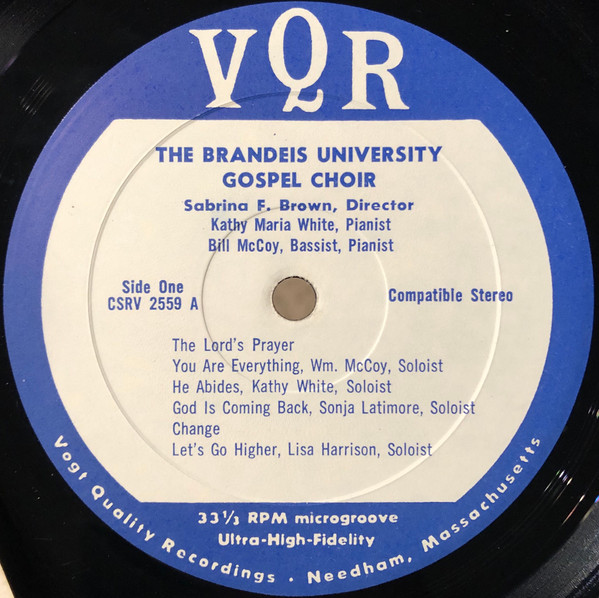 VQR
THE BRANDEIS UNIVERSITY
GOSPEL CHOIR
Sabrina F. Brown, Director
Kathy Maria White, Pianist
Bill McCoy, Bassist, Pianist
Side One
CSRV 2559 A
Compatible Stereo
The Lord's Prayer
You Are Everything, Wm. McCoy, Soloist
He Abides, Kathy White, Soloist
God Is Coming Back, Sonja Latimore, Soloist
Change
Let's Go Higher, Lisa Harrison, Soloist
33⅓ RPM microgroove
Ultra-High-Fidelity
Vogt Quality Recordings · Needham, Massachusetts